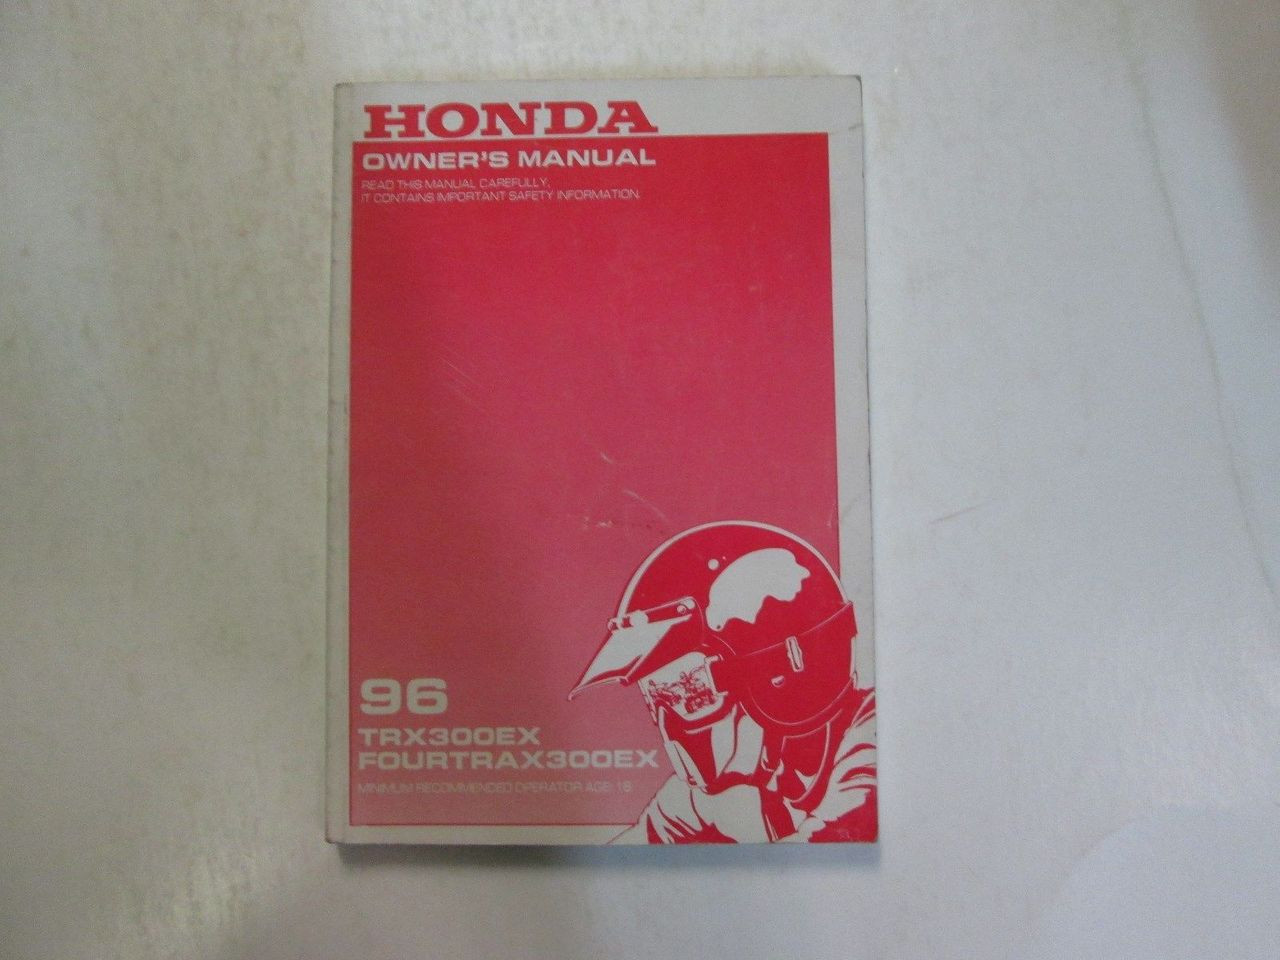 HONDA
OWNER'S MANUAL
READ THIS MANUAL CAREFULLY.
IT CONTAINS IMPORTANT SAFETY INFORMATION.
96
TRX300EX
FOURTRAX300EX
MINIMUM RECOMMENDED OPERATOR AGE: 16